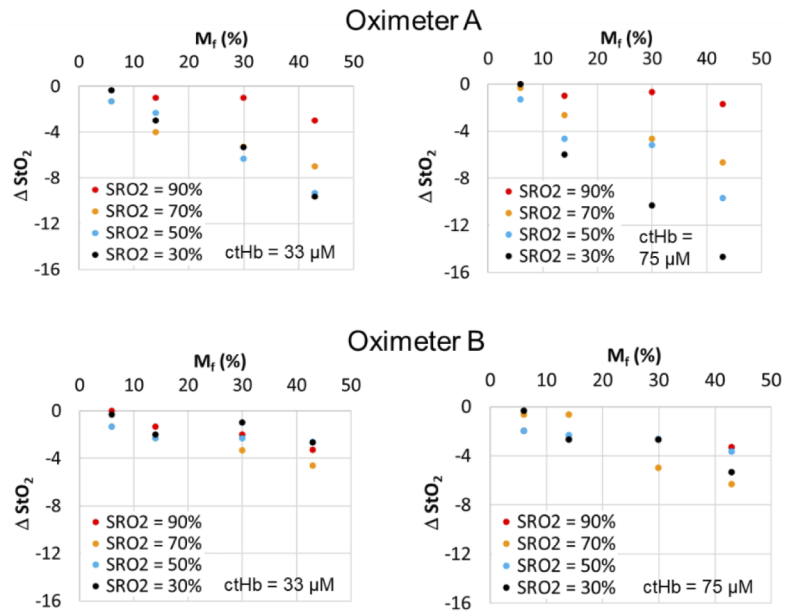 Oximeter A
Mf (%)
0 10 20 30 40 50
0
-4
-8
-12
-16
Δ StO2
SRO2 = 90%
SRO2 = 70%
SRO2 = 50%
SRO2 = 30%
ctHb = 33 µM
Mf (%)
0 10 20 30 40 50
0
-4
-8
-12
-16
Δ StO2
SRO2 = 90%
SRO2 = 70%
SRO2 = 50%
SRO2 = 30%
ctHb =
75 µM
Oximeter B
Mf (%)
0 10 20 30 40 50
0
-4
-8
-12
-16
Δ StO2
SRO2 = 90%
SRO2 = 70%
SRO2 = 50%
SRO2 = 30%
ctHb = 33 µM
Mf (%)
0 10 20 30 40 50
0
-4
-8
-12
-16
Δ StO2
SRO2 = 90%
SRO2 = 70%
SRO2 = 50%
SRO2 = 30%
ctHb = 75 µM